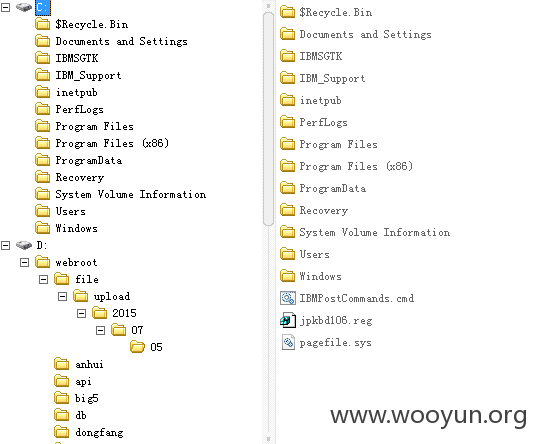 C:
$Recycle.Bin
Documents and Settings
IBMSGTK
IBM_Support
inetpub
PerfLogs
Program Files
Program Files (x86)
ProgramData
Recovery
System Volume Information
Users
Windows
D:
webroot
file
upload
2015
07
05
anhui
api
big5
db
dongfang
$Recycle.Bin
Documents and Settings
IBMSGTK
IBM_Support
inetpub
PerfLogs
Program Files
Program Files (x86)
ProgramData
Recovery
System Volume Information
Users
Windows
IBMPostCommands.cmd
jpkbd106.reg
pagefile.sys
www.wooyun.org